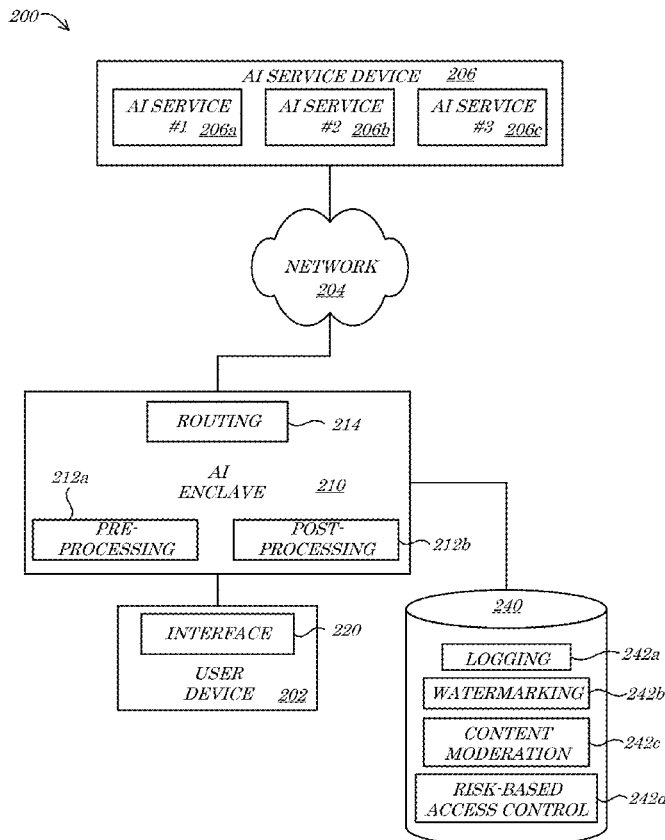 200
AI SERVICE DEVICE 206
AI SERVICE
#1 206a
AI SERVICE
#2 206b
AI SERVICE
#3 206c
NETWORK
204
ROUTING
214
AI
ENCLAVE 210
212a
PRE-
PROCESSING
POST-
PROCESSING
212b
INTERFACE
220
USER
DEVICE 202
240
LOGGING
242a
WATERMARKING
242b
CONTENT
MODERATION
242c
RISK-BASED
ACCESS CONTROL
242d